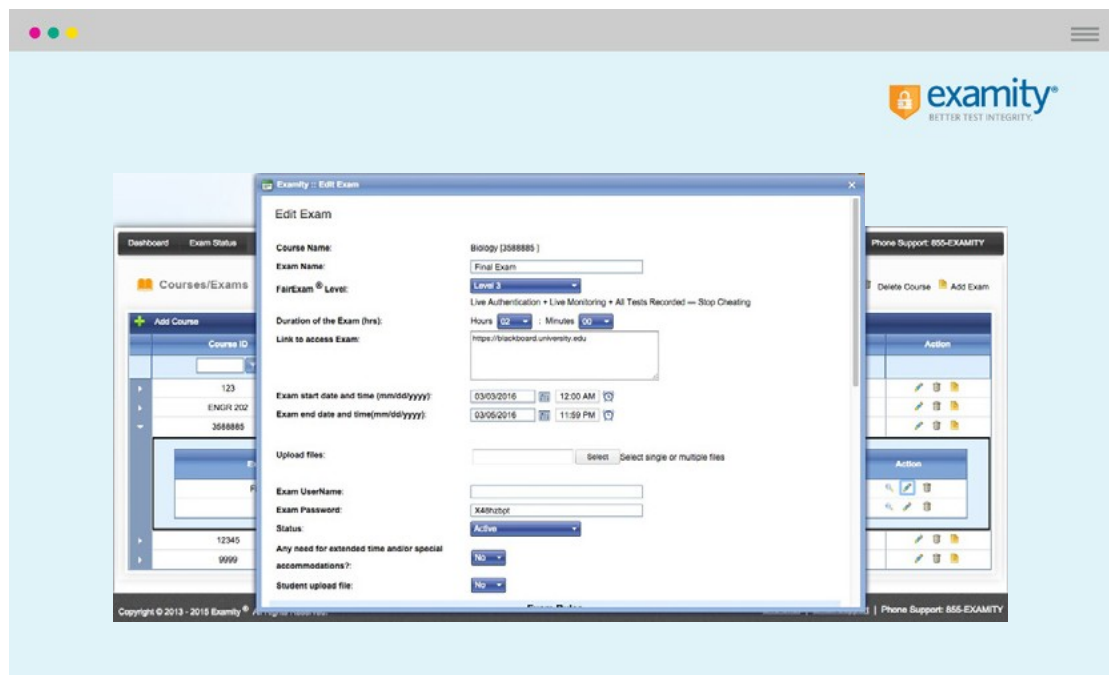 examity®
BETTER TEST INTEGRITY.
Examity :: Edit Exam
Edit Exam
Dashboard Exam Status
Phone Support: 855-EXAMITY
Courses/Exams
Delete Course Add Exam
Add Course
Course ID
Action
123
ENGR 202
3588885
Action
12345
9999
Course Name: Biology [3588885 ]
Exam Name: Final Exam
FairExam ® Level: Level 3
Live Authentication + Live Monitoring + All Tests Recorded — Stop Cheating
Duration of the Exam (hrs): Hours 02 : Minutes 00
Link to access Exam: https://blackboard.university.edu
Exam start date and time (mm/dd/yyyy): 03/03/2016 12:00 AM
Exam end date and time(mm/dd/yyyy): 03/05/2016 11:59 PM
Upload files: Select Select single or multiple files
Exam UserName:
Exam Password: X48hzbpt
Status: Active
Any need for extended time and/or special
accommodations?: No
Student upload file: No
Exam Rules
Copyright © 2013 - 2015 Examity ®
| Phone Support: 855-EXAMITY